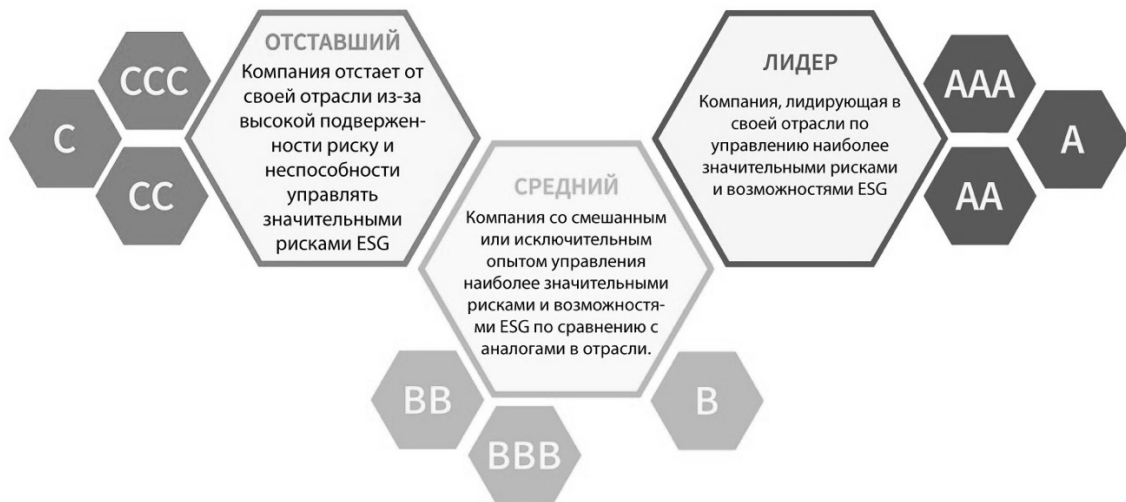 CCC
C
CC
ОТСТАВШИЙ
Компания отстает от
своей отрасли из-за
высокой подвержен-
ности риску и
неспособности
управлять
значительными
рисками ESG
СРЕДНИЙ
Компания со смешанным
или исключительным
опытом управления
наиболее значительными
рисками и возможностя-
ми ESG по сравнению с
аналогами в отрасли.
BB
BBB
B
ЛИДЕР
Компания, лидирующая в
своей отрасли по
управлению наиболее
значительными рисками
и возможностями ESG
AAA
A
AA